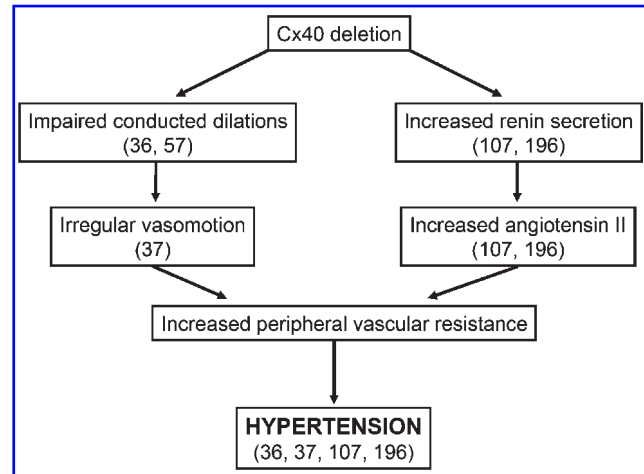 Cx40 deletion
Impaired conducted dilations
(36, 57)
Increased renin secretion
(107, 196)
Irregular vasomotion
(37)
Increased angiotensin II
(107, 196)
Increased peripheral vascular resistance
HYPERTENSION
(36, 37, 107, 196)